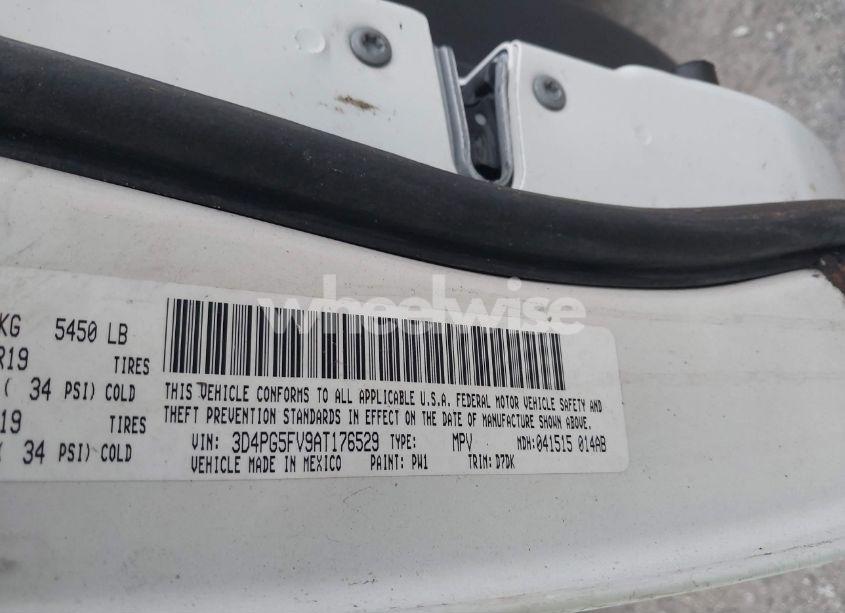 wheelwise
KG 5450 LB
R19 TIRES
( 34 PSI) COLD
19 TIRES
( 34 PSI) COLD
THIS VEHICLE CONFORMS TO ALL APPLICABLE U.S.A. FEDERAL MOTOR VEHICLE SAFETY AND
THEFT PREVENTION STANDARDS IN EFFECT ON THE DATE OF MANUFACTURE SHOWN ABOVE.
VIN: 3D4PG5FV9AT176529 TYPE: MPV MDH:041515 014AB
VEHICLE MADE IN MEXICO PAINT: PW1 TRIM: D7DK